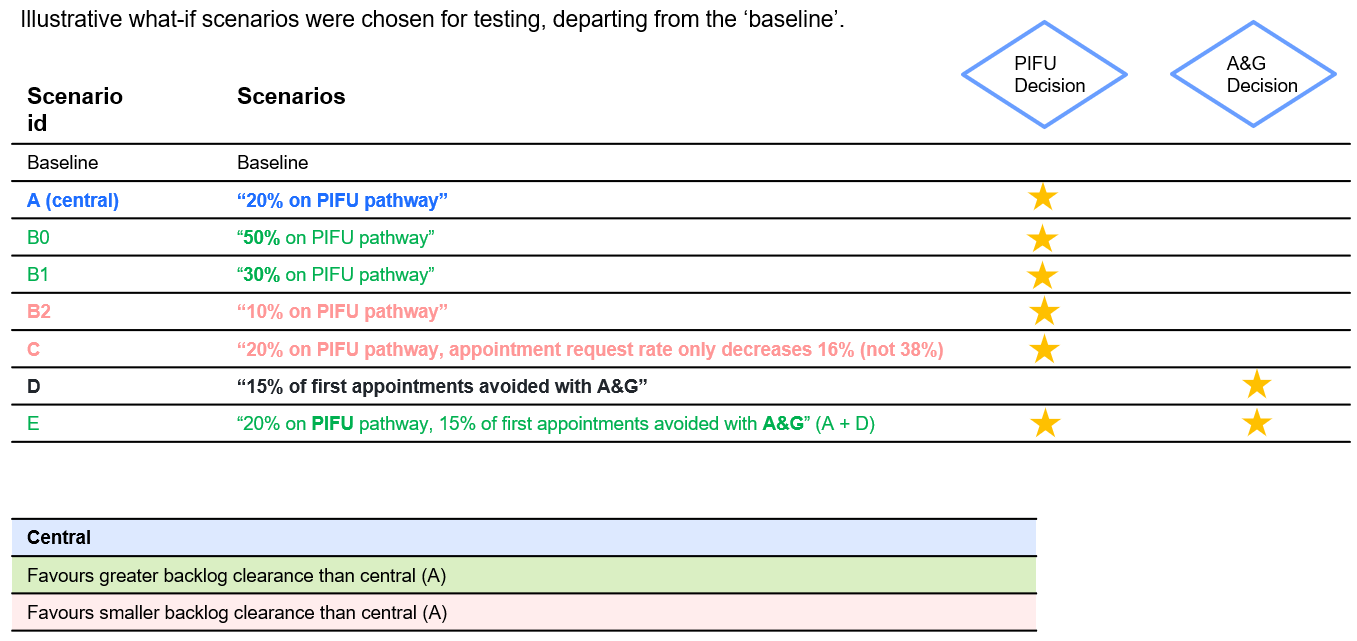 Illustrative what-if scenarios were chosen for testing, departing from the ‘baseline’.
PIFU
Decision
A&G
Decision
Scenario
id
Scenarios
Baseline Baseline
A (central) “20% on PIFU pathway”
B0 “50% on PIFU pathway”
B1 “30% on PIFU pathway”
B2 “10% on PIFU pathway”
C “20% on PIFU pathway, appointment request rate only decreases 16% (not 38%)
D “15% of first appointments avoided with A&G”
E “20% on PIFU pathway, 15% of first appointments avoided with A&G” (A + D)
Central
Favours greater backlog clearance than central (A)
Favours smaller backlog clearance than central (A)